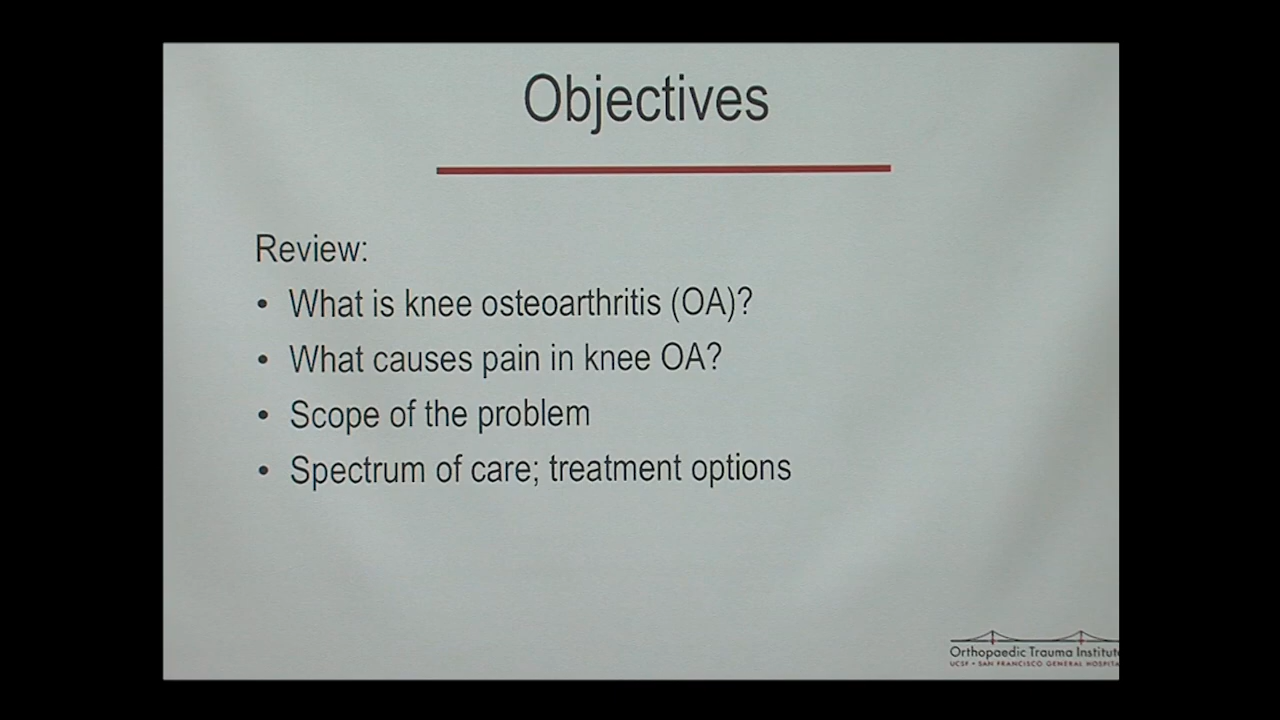 Objectives
Review:
• What is knee osteoarthritis (OA)?
• What causes pain in knee OA?
• Scope of the problem
• Spectrum of care; treatment options
Orthopaedic Trauma Institute
UCSF • SAN FRANCISCO GENERAL HOSPITA